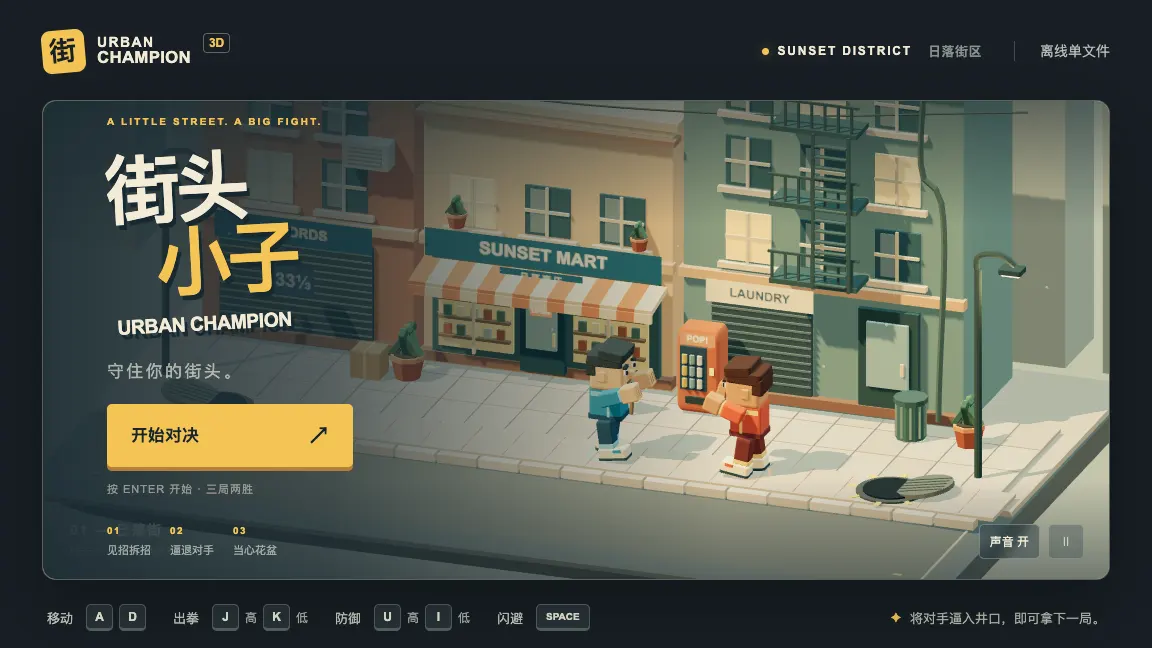 街
URBAN
CHAMPION
3D
SUNSET DISTRICT 日落街区
离线单文件
A LITTLE STREET. A BIG FIGHT.
街头
小子
URBAN CHAMPION
守住你的街头。
开始对决 ↗
按 ENTER 开始 · 三局两胜
01
见招拆招
02
逼退对手
03
当心花盆
ORDS
33⅓
SUNSET MART
LAUNDRY
POP!
声音 开
II
移动 A D
出拳 J 高 K 低
防御 U 高 I 低
闪避 SPACE
✦ 将对手逼入井口，即可拿下一局。